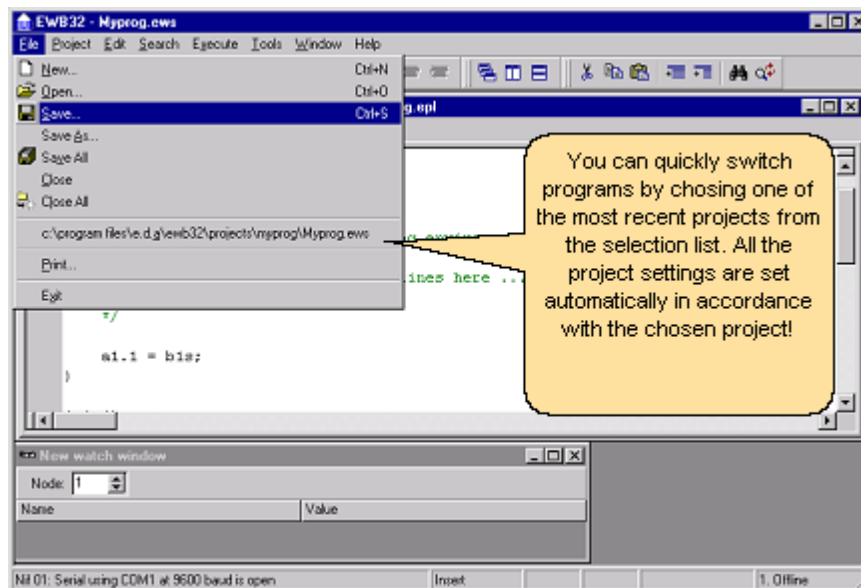 EWB32 - Myprog.ews
File Project Edit Search Execute Tools Window Help
New... Ctrl+N
Open... Ctrl+O
Save... Ctrl+S
Save As...
Save All
Close
Close All
c:\program files\e.d.g\ewb32\projects\myprog\Myprog.ews
Print...
Exit
g.epl
You can quickly switch
programs by chosing one of
the most recent projects from
the selection list. All the
project settings are set
automatically in accordance
with the chosen project!
ines here ...
*/
a1.1 = b1s;
)
New watch window
Node: 1
Name Value
Nif 01: Serial using COM1 at 9600 baud is open Insert 1. Offline